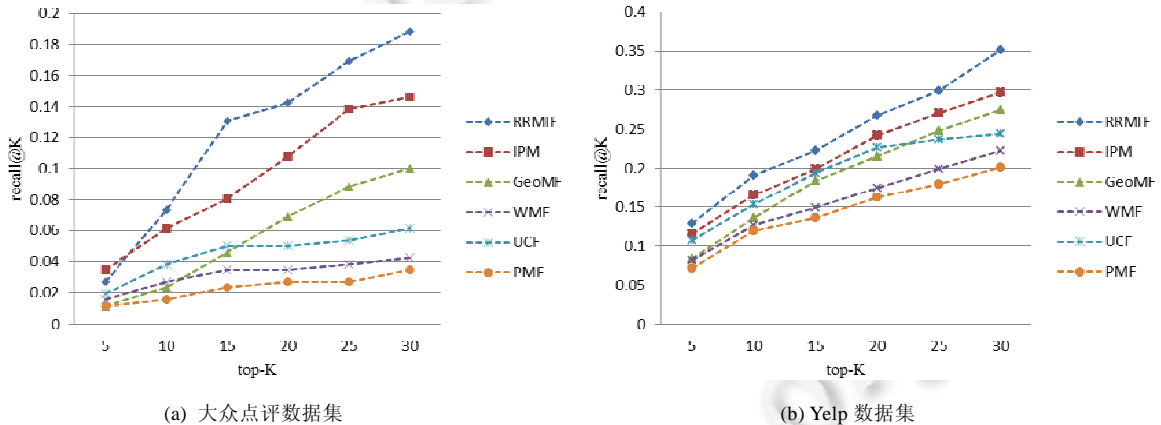 0.2
0.18
0.16
0.14
0.12
0.1
0.08
0.06
0.04
0.02
0
recall@K
5 10 15 20 25 30
top-K
RRMIF
IPM
GeoMF
WMF
UCF
PMF
(a) 大众点评数据集
0.4
0.35
0.3
0.25
0.2
0.15
0.1
0.05
0
recall@K
5 10 15 20 25 30
top-K
RRMIF
IPM
GeoMF
WMF
UCF
PMF
(b) Yelp 数据集